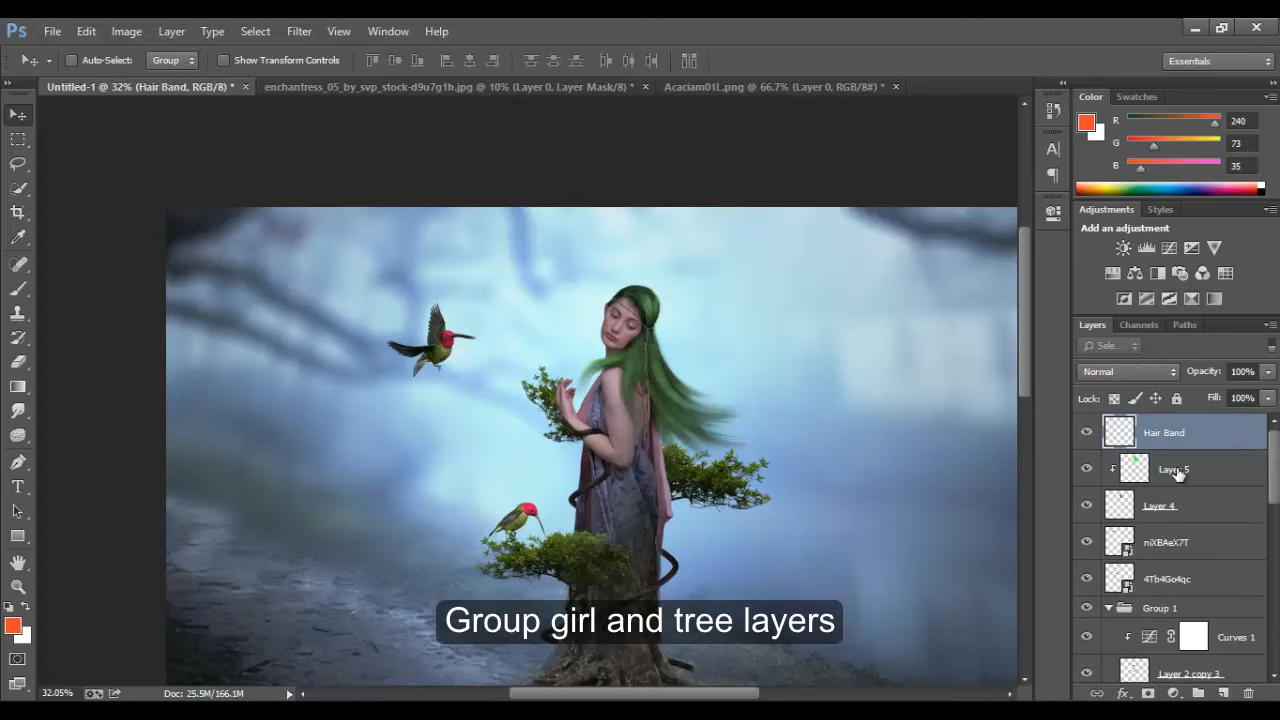 Ps File Edit Image Layer Type Select Filter View Window Help
Auto-Select: Group Show Transform Controls Essentials
Untitled-1 @ 32% (Hair Band, RGB/8) * × enchantress_05_by_svp_stock-d9u7g1h.jpg @ 10% (Layer 0, Layer Mask/8) * × Acaciam01L.png @ 66.7% (Layer 0, RGB/8#) * ×
Color Swatches
R 240
G 73
B 35
Adjustments Styles
Add an adjustment
Layers Channels Paths
Sele...
Normal Opacity: 100%
Lock: Fill: 100%
Hair Band
Layer 5
Layer 4
niXBAeX7T
4Tb4Go4qc
Group 1
Curves 1
Layer 2 copy 3
Group girl and tree layers
32.05% Doc: 25.5M/166.1M